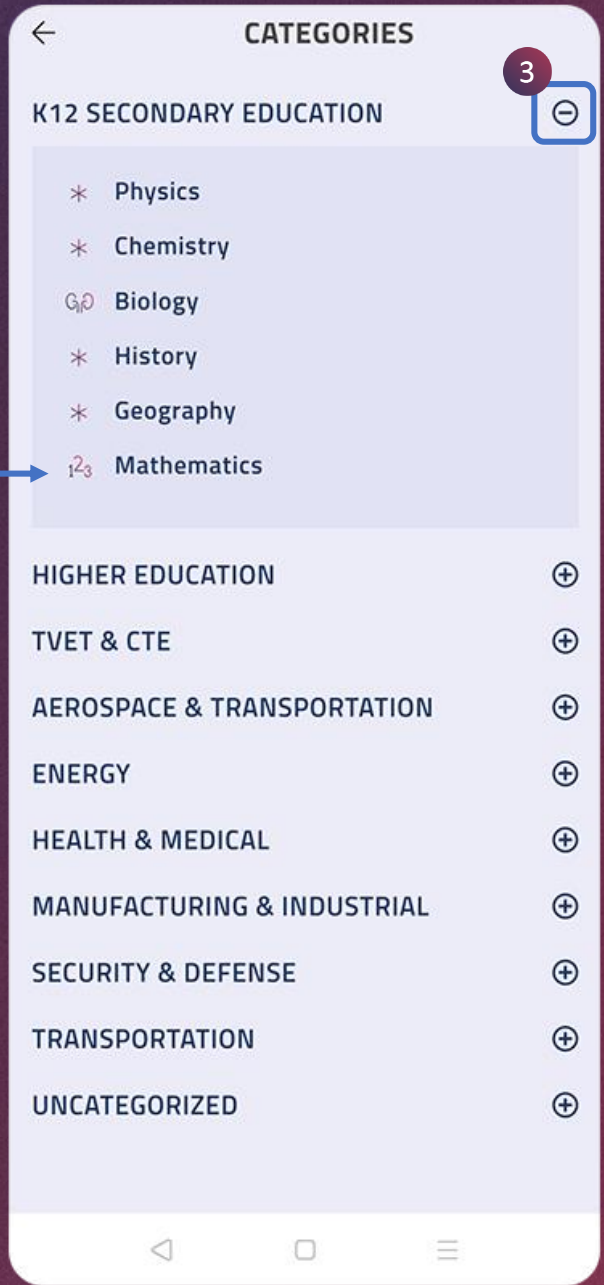 CATEGORIES
3
K12 SECONDARY EDUCATION
Physics
Chemistry
Biology
History
Geography
123 Mathematics
HIGHER EDUCATION
TVET & CTE
AEROSPACE & TRANSPORTATION
ENERGY
HEALTH & MEDICAL
MANUFACTURING & INDUSTRIAL
SECURITY & DEFENSE
TRANSPORTATION
UNCATEGORIZED